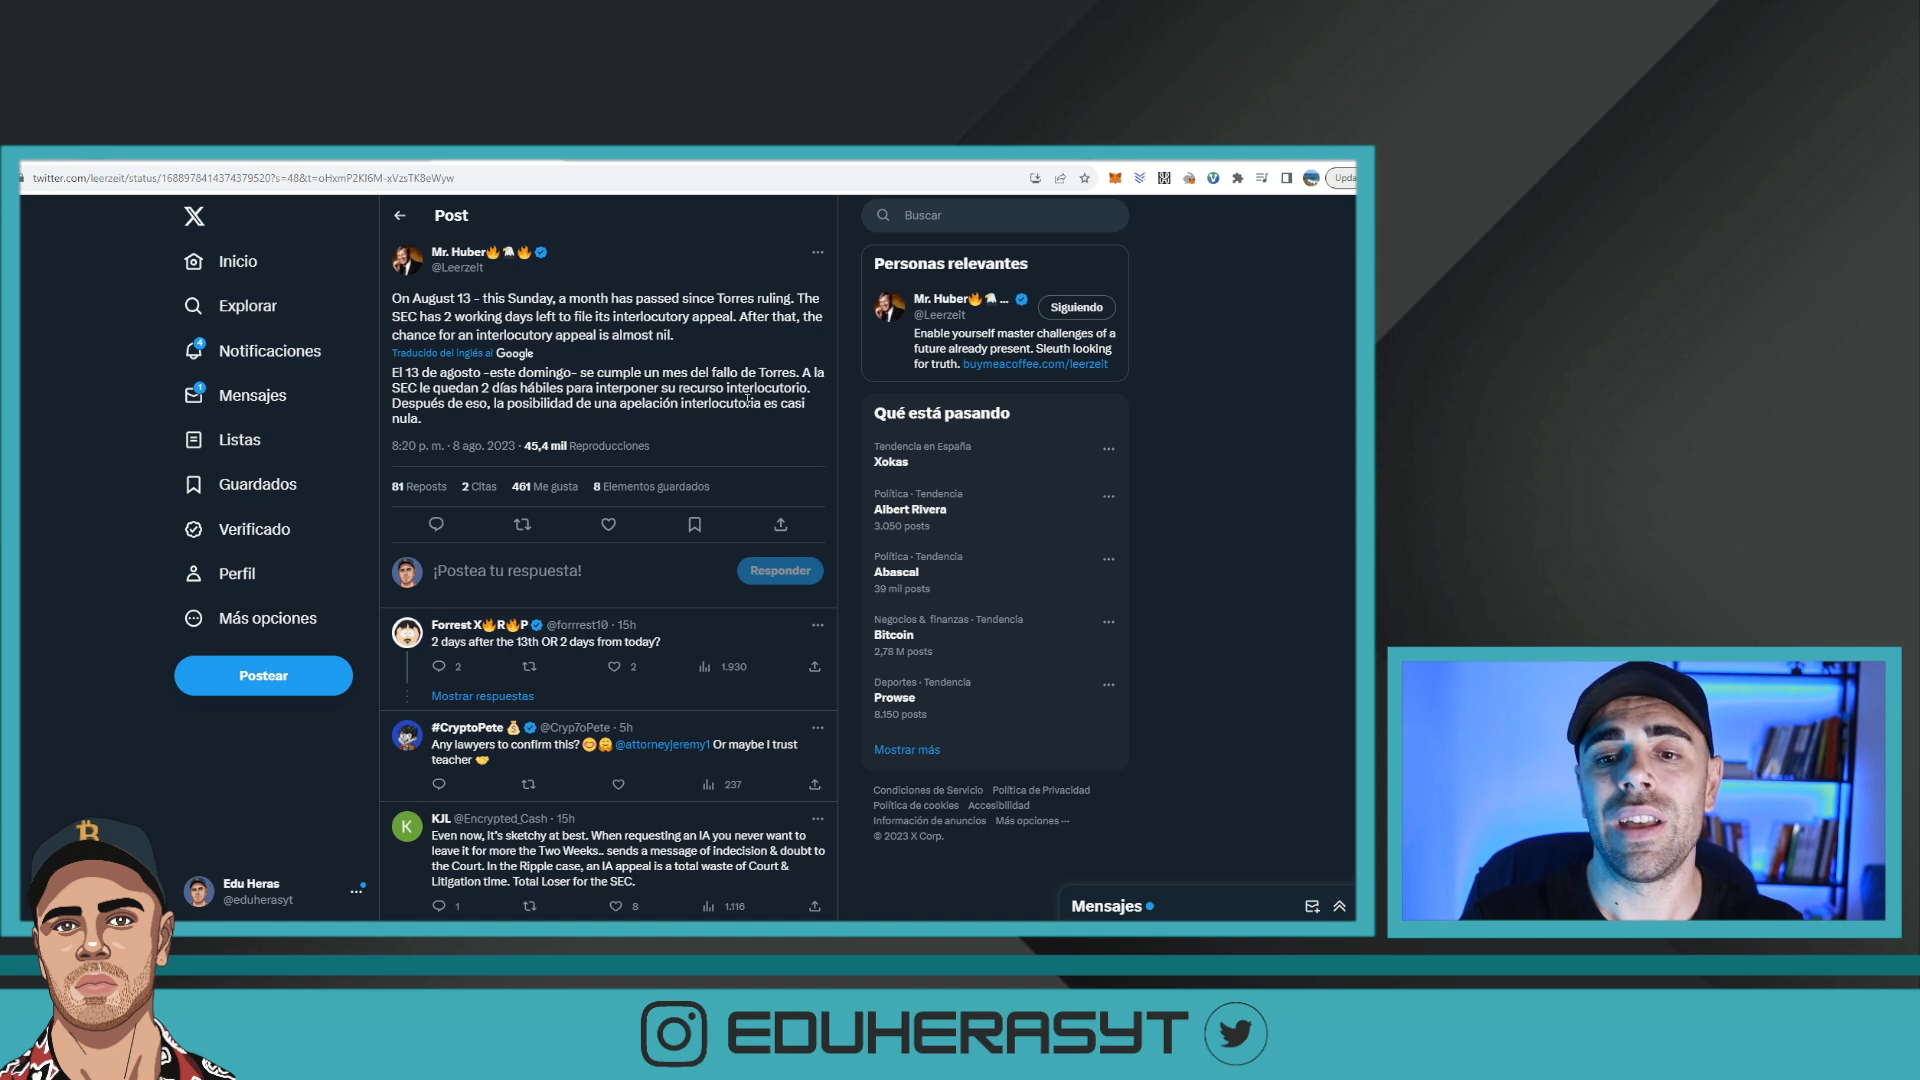 twitter.com/leerzeit/status/1688978414374379520?s=48&t=oHxmP2KI6M-xVzsTK8eWyw
Upda
Inicio
Explorar
4
Notificaciones
1
Mensajes
Listas
Guardados
Verificado
Perfil
Más opciones
Postear
Edu Heras
@eduherasyt
Post
Mr. Huber
@Leerzeit
On August 13 - this Sunday, a month has passed since Torres ruling. The
SEC has 2 working days left to file its interlocutory appeal. After that, the
chance for an interlocutory appeal is almost nil.
Traducido del inglés al Google
El 13 de agosto -este domingo- se cumple un mes del fallo de Torres. A la
SEC le quedan 2 días hábiles para interponer su recurso interlocutorio.
Después de eso, la posibilidad de una apelación interlocutoria es casi
nula.
8:20 p. m. · 8 ago. 2023 · 45,4 mil Reproducciones
81 Reposts 2 Citas 461 Me gusta 8 Elementos guardados
¡Postea tu respuesta!
Responder
Forrest X🔥R🔥P @forrrest10 · 15h
2 days after the 13th OR 2 days from today?
2 2 1.930
Mostrar respuestas
#CryptoPete @Cryp7oPete · 5h
Any lawyers to confirm this? @attorneyjeremy1 Or maybe I trust
teacher
237
K
KJL @Encrypted_Cash · 15h
Even now, it's sketchy at best. When requesting an IA you never want to
leave it for more the Two Weeks.. sends a message of indecision & doubt to
the Court. In the Ripple case, an IA appeal is a total waste of Court &
Litigation time. Total Loser for the SEC.
1 8 1.116
Buscar
Personas relevantes
Mr. Huber ...
@Leerzeit
Siguiendo
Enable yourself master challenges of a
future already present. Sleuth looking
for truth. buymeacoffee.com/leerzeit
Qué está pasando
Tendencia en España
Xokas
Política · Tendencia
Albert Rivera
3.050 posts
Política · Tendencia
Abascal
39 mil posts
Negocios & finanzas · Tendencia
Bitcoin
2,78 M posts
Deportes · Tendencia
Prowse
8.150 posts
Mostrar más
Condiciones de Servicio Política de Privacidad
Política de cookies Accesibilidad
Información de anuncios Más opciones ···
© 2023 X Corp.
Mensajes
EDUHERASYT